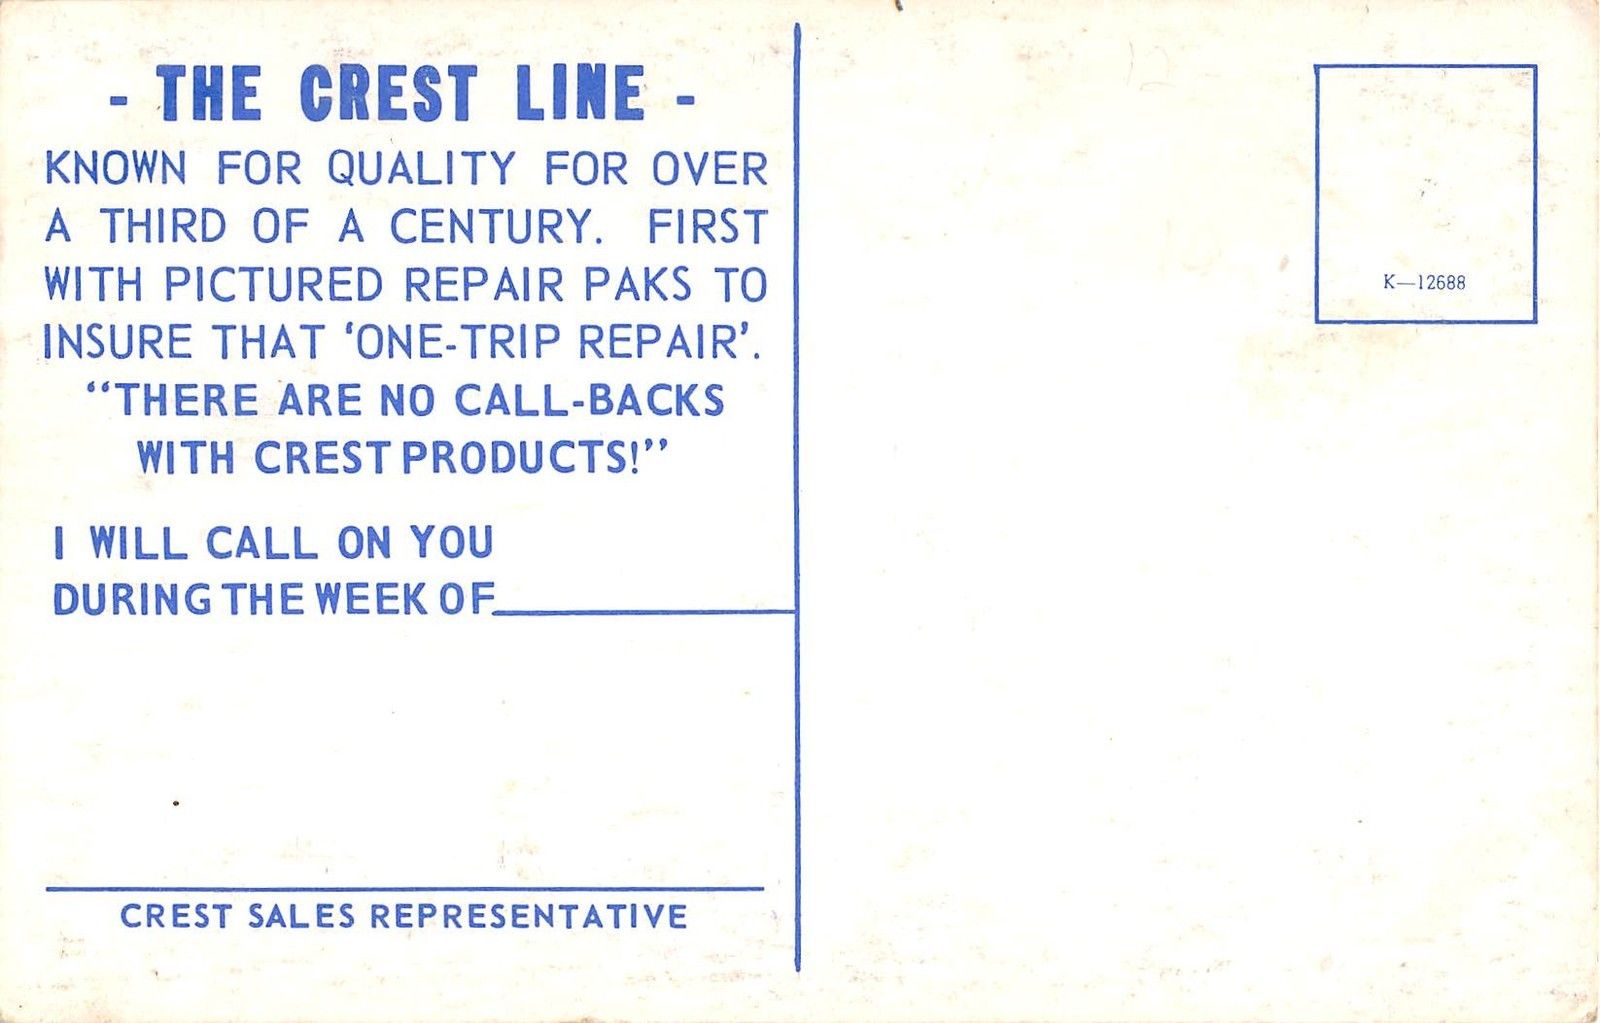 - THE CREST LINE -
KNOWN FOR QUALITY FOR OVER
A THIRD OF A CENTURY. FIRST
WITH PICTURED REPAIR PAKS TO
INSURE THAT ‘ONE-TRIP REPAIR’.
“THERE ARE NO CALL-BACKS
WITH CREST PRODUCTS!”
I WILL CALL ON YOU
DURING THE WEEK OF
CREST SALES REPRESENTATIVE
K—12688